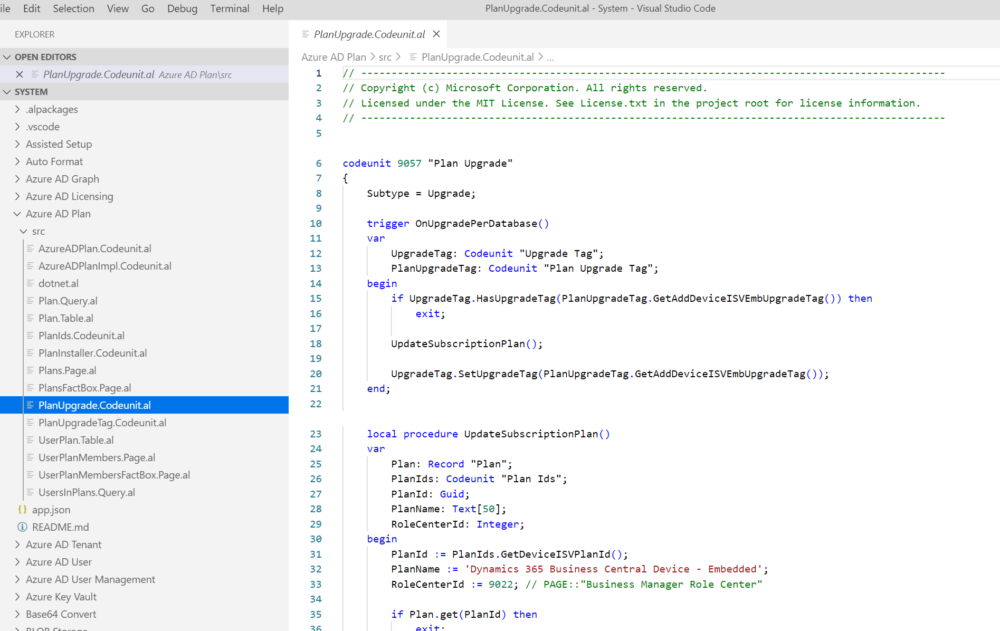 ile Edit Selection View Go Debug Terminal Help
PlanUpgrade.Codeunit.al - System - Visual Studio Code
EXPLORER
OPEN EDITORS
PlanUpgrade.Codeunit.al Azure AD Plan\src
SYSTEM
.alpackages
.vscode
Assisted Setup
Auto Format
Azure AD Graph
Azure AD Licensing
Azure AD Plan
src
AzureADPlan.Codeunit.al
AzureADPlanImpl.Codeunit.al
dotnet.al
Plan.Query.al
Plan.Table.al
PlanIds.Codeunit.al
PlanInstaller.Codeunit.al
Plans.Page.al
PlansFactBox.Page.al
PlanUpgrade.Codeunit.al
PlanUpgradeTag.Codeunit.al
UserPlan.Table.al
UserPlanMembers.Page.al
UserPlanMembersFactBox.Page.al
UsersInPlans.Query.al
{} app.json
README.md
Azure AD Tenant
Azure AD User
Azure AD User Management
Azure Key Vault
Base64 Convert
BLOB Storage
PlanUpgrade.Codeunit.al
Azure AD Plan > src > PlanUpgrade.Codeunit.al > ...
1 // ------------------------------------------------------------------------------------------------
2 // Copyright (c) Microsoft Corporation. All rights reserved.
3 // Licensed under the MIT License. See License.txt in the project root for license information.
4 // ------------------------------------------------------------------------------------------------
5
6 codeunit 9057 "Plan Upgrade"
7 {
8     Subtype = Upgrade;
9
10     trigger OnUpgradePerDatabase()
11     var
12         UpgradeTag: Codeunit "Upgrade Tag";
13         PlanUpgradeTag: Codeunit "Plan Upgrade Tag";
14     begin
15         if UpgradeTag.HasUpgradeTag(PlanUpgradeTag.GetAddDeviceISVEmbUpgradeTag()) then
16             exit;
17
18         UpdateSubscriptionPlan();
19
20         UpgradeTag.SetUpgradeTag(PlanUpgradeTag.GetAddDeviceISVEmbUpgradeTag());
21     end;
22
23     local procedure UpdateSubscriptionPlan()
24     var
25         Plan: Record "Plan";
26         PlanIds: Codeunit "Plan Ids";
27         PlanId: Guid;
28         PlanName: Text[50];
29         RoleCenterId: Integer;
30     begin
31         PlanId := PlanIds.GetDeviceISVPlanId();
32         PlanName := 'Dynamics 365 Business Central Device - Embedded';
33         RoleCenterId := 9022; // PAGE::"Business Manager Role Center"
34
35         if Plan.get(PlanId) then
36             exit;